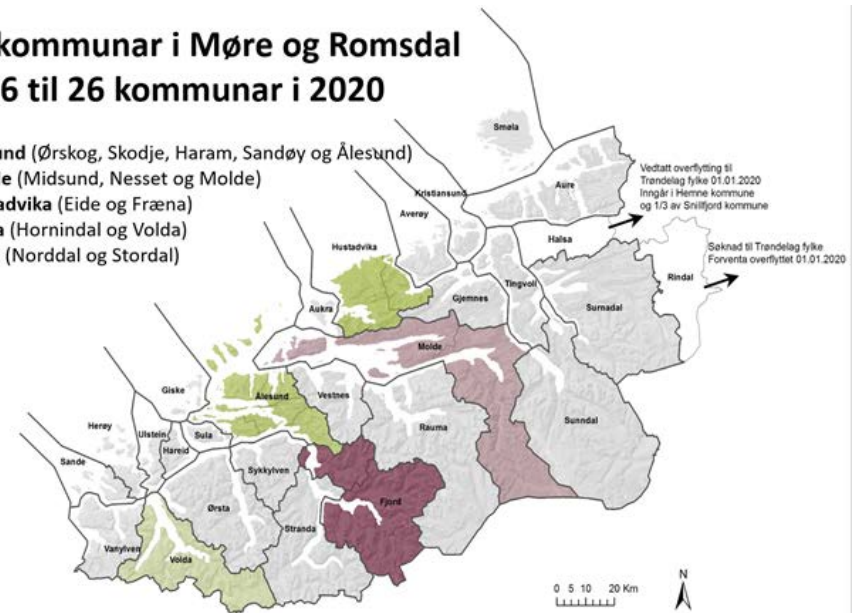 kommunar i Møre og Romsdal
6 til 26 kommunar i 2020
und (Ørskog, Skodje, Haram, Sandøy og Ålesund)
e (Midsund, Nesset og Molde)
advika (Eide og Fræna)
a (Hornindal og Volda)
(Norddal og Stordal)
Smøla
Vedtatt overflytting til
Trøndelag fylke 01.01.2020
Inngår i Hemne kommune
og 1/3 av Snillfjord kommune
Aure
Kristiansund
Averøy
Halsa
Søknad til Trøndelag fylke
Forventa overflyttet 01.01.2020
Hustadvika
Rindal
Tingvoll
Gjemnes
Surnadal
Aukra
Molde
Giske
Ålesund
Vestnes
Sunndal
Rauma
Herøy
Ulstein
Sula
Hareid
Sande
Sykkylven
Fjord
Ørsta
Stranda
Vanylven
Volda
N
0 5 10 20 Km